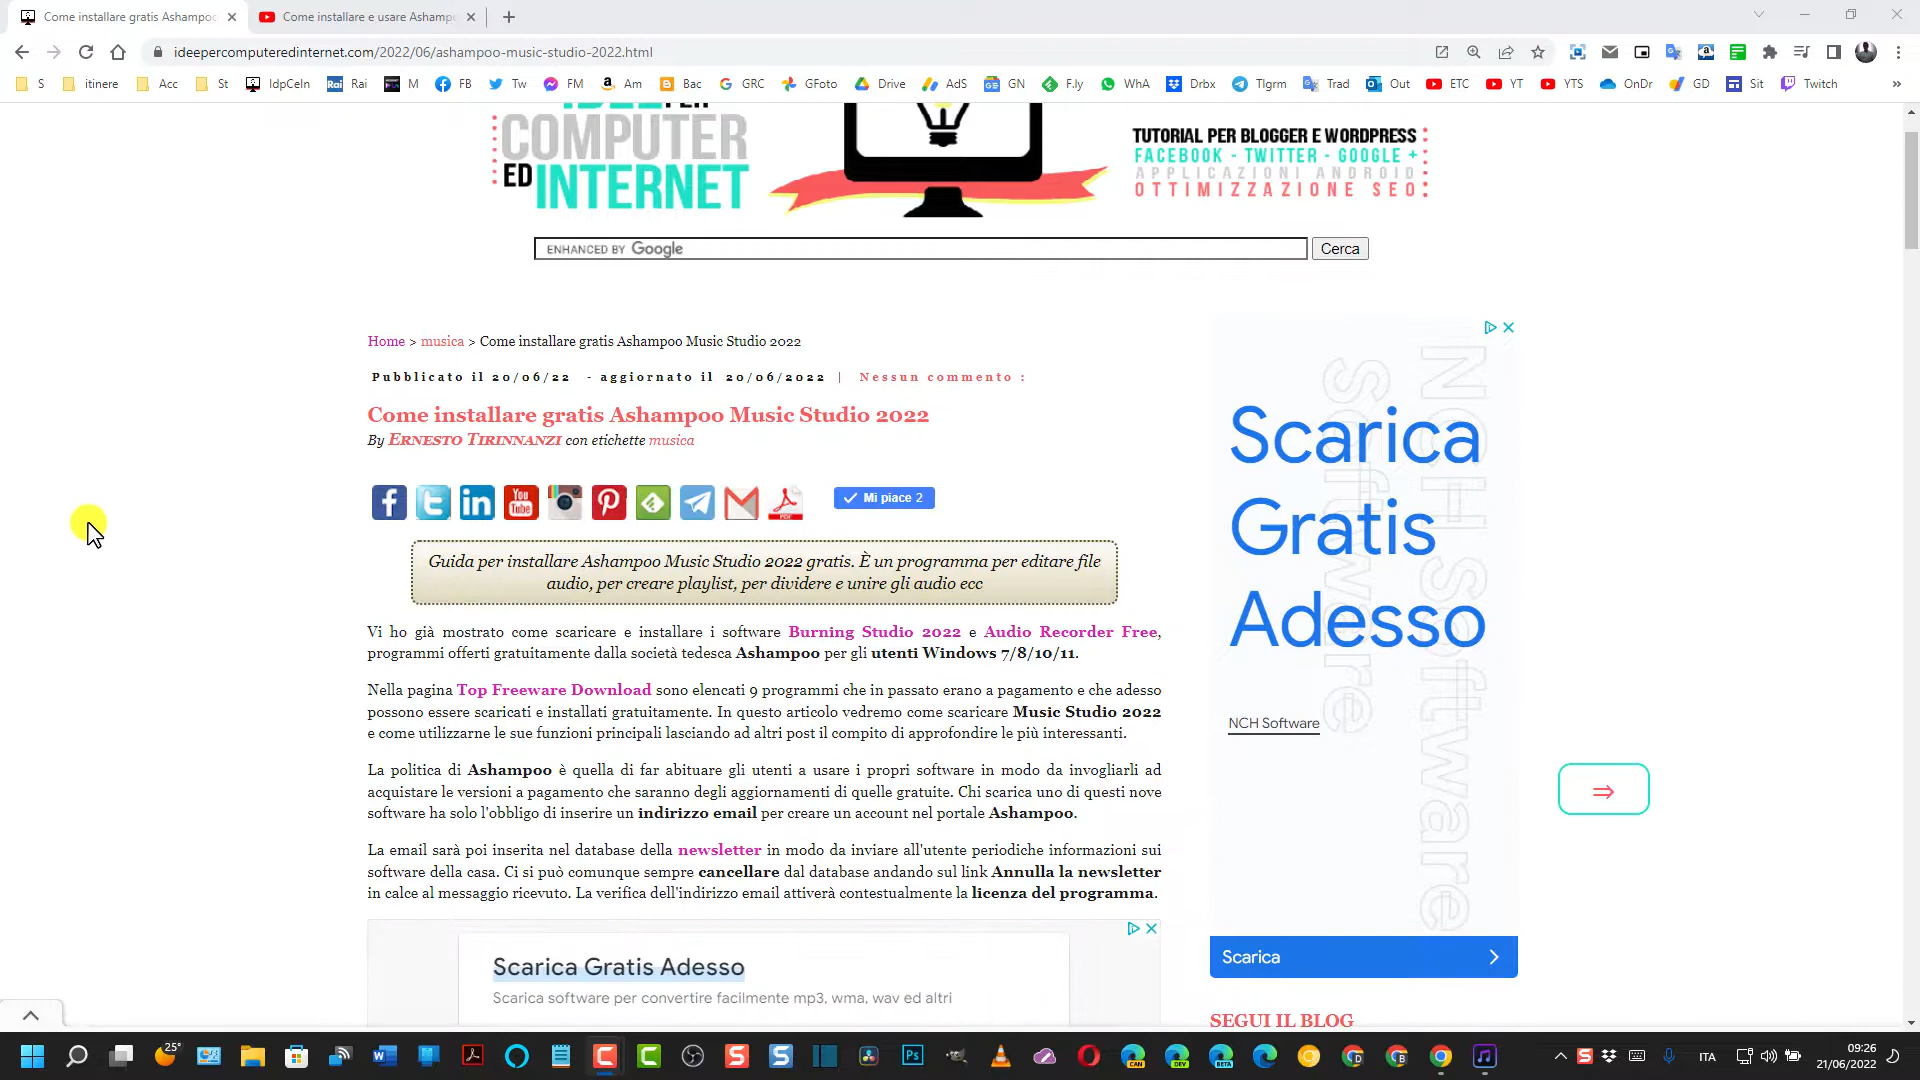 Come installare gratis Ashampoo
Come installare e usare Ashampo
ideepercomputeredinternet.com/2022/06/ashampoo-music-studio-2022.html
S itinere Acc St IdpCeIn Rai M FB Tw FM Am Bac GRC GFoto Drive AdS GN F.ly WhA Drbx Tlgrm Trad Out ETC YT YTS OnDr GD Sit Twitch »
COMPUTER
ED INTERNET
TUTORIAL PER BLOGGER E WORDPRESS
FACEBOOK - TWITTER - GOOGLE +
APPLICAZIONI ANDROID
OTTIMIZZAZIONE SEO
ENHANCED BY Google
Cerca
Home > musica > Come installare gratis Ashampoo Music Studio 2022
Pubblicato il 20/06/22 - aggiornato il 20/06/2022 | Nessun commento :
Come installare gratis Ashampoo Music Studio 2022
By Ernesto Tirinnanzi con etichette musica
You Tube
PDF
Mi piace 2
Guida per installare Ashampoo Music Studio 2022 gratis. È un programma per editare file
audio, per creare playlist, per dividere e unire gli audio ecc
Vi ho già mostrato come scaricare e installare i software Burning Studio 2022 e Audio Recorder Free,
programmi offerti gratuitamente dalla società tedesca Ashampoo per gli utenti Windows 7/8/10/11.
Nella pagina Top Freeware Download sono elencati 9 programmi che in passato erano a pagamento e che adesso
possono essere scaricati e installati gratuitamente. In questo articolo vedremo come scaricare Music Studio 2022
e come utilizzarne le sue funzioni principali lasciando ad altri post il compito di approfondire le più interessanti.
La politica di Ashampoo è quella di far abituare gli utenti a usare i propri software in modo da invogliarli ad
acquistare le versioni a pagamento che saranno degli aggiornamenti di quelle gratuite. Chi scarica uno di questi nove
software ha solo l'obbligo di inserire un indirizzo email per creare un account nel portale Ashampoo.
La email sarà poi inserita nel database della newsletter in modo da inviare all'utente periodiche informazioni sui
software della casa. Ci si può comunque sempre cancellare dal database andando sul link Annulla la newsletter
in calce al messaggio ricevuto. La verifica dell'indirizzo email attiverà contestualmente la licenza del programma.
Scarica Gratis Adesso
Scarica software per convertire facilmente mp3, wma, wav ed altri
NCH Software
Scarica
Gratis
Adesso
NCH Software
Scarica
SEGUI IL BLOG
25°
ITA
09:26
21/06/2022